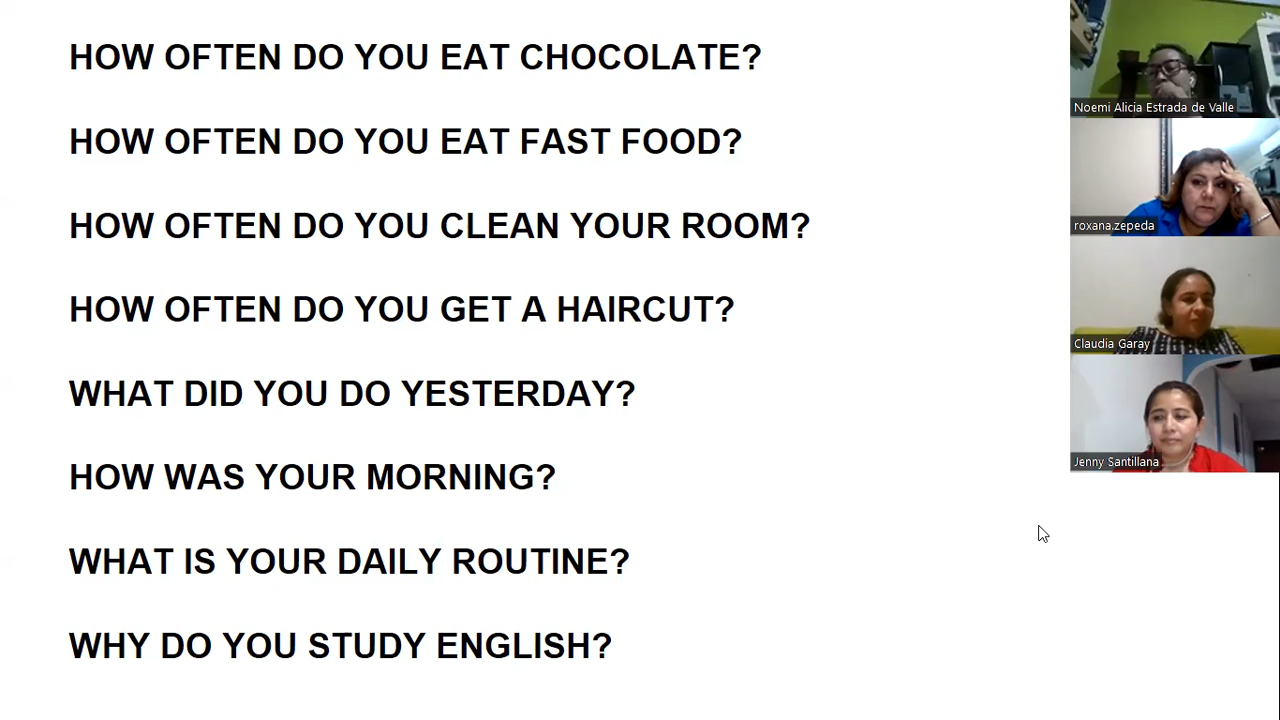 HOW OFTEN DO YOU EAT CHOCOLATE?
HOW OFTEN DO YOU EAT FAST FOOD?
HOW OFTEN DO YOU CLEAN YOUR ROOM?
HOW OFTEN DO YOU GET A HAIRCUT?
WHAT DID YOU DO YESTERDAY?
HOW WAS YOUR MORNING?
WHAT IS YOUR DAILY ROUTINE?
WHY DO YOU STUDY ENGLISH?
Noemi Alicia Estrada de Valle
roxana.zepeda
Claudia Garay
Jenny Santillana